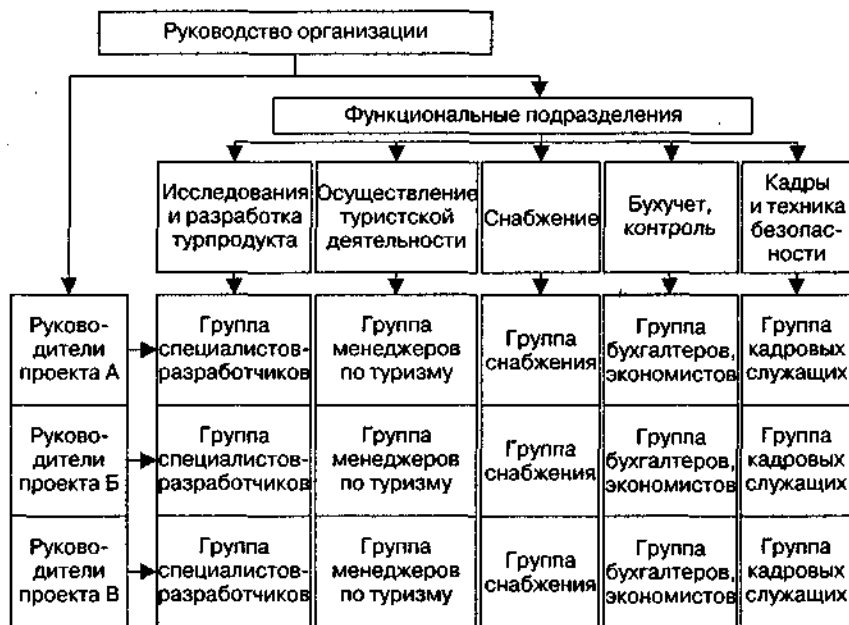 Руководство организации
Функциональные подразделения
Исследования
и разработка
турпродукта
Осуществление
туристской
деятельности
Снабжение
Бухучет,
контроль
Кадры
и техника
безопас-
ности
Руково-
дители
проекта А
Группа
специалистов-
разработчиков
Группа
менеджеров
по туризму
Группа
снабжения
Группа
бухгалтеров,
экономистов
Группа
кадровых
служащих
Руково-
дители
проекта Б
Группа
специалистов-
разработчиков
Группа
менеджеров
по туризму
Группа
снабжения
Группа
бухгалтеров,
экономистов
Группа
кадровых
служащих
Руково-
дители
проекта В
Группа
специалистов-
разработчиков
Группа
менеджеров
по туризму
Группа
снабжения
Группа
бухгалтеров,
экономистов
Группа
кадровых
служащих